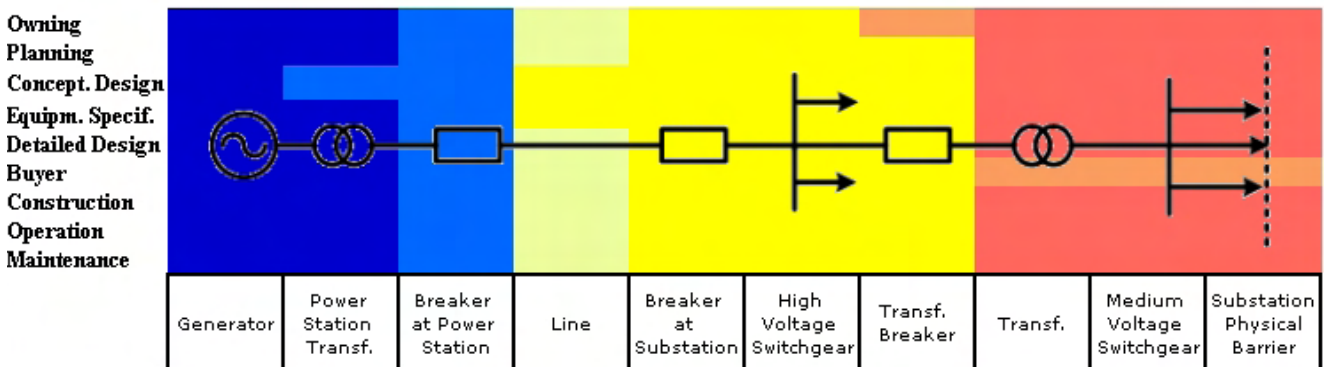 Owning
Planning
Concept. Design
Equipm. Specif.
Detailed Design
Buyer
Construction
Operation
Maintenance
Generator
Power
Station
Transf.
Breaker
at Power
Station
Line
Breaker
at
Substation
High
Voltage
Switchgear
Transf.
Breaker
Transf.
Medium
Voltage
Switchgear
Substation
Physical
Barrier